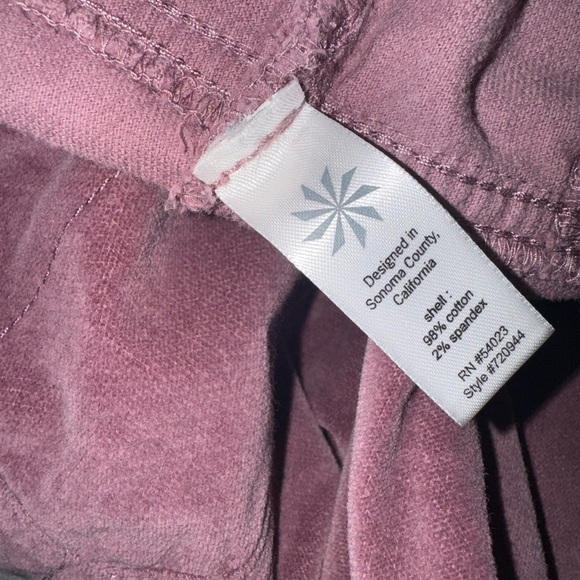 Designed in
Sonoma County,
California
shell :
98% cotton
2% spandex
RN #54023
Style #720944